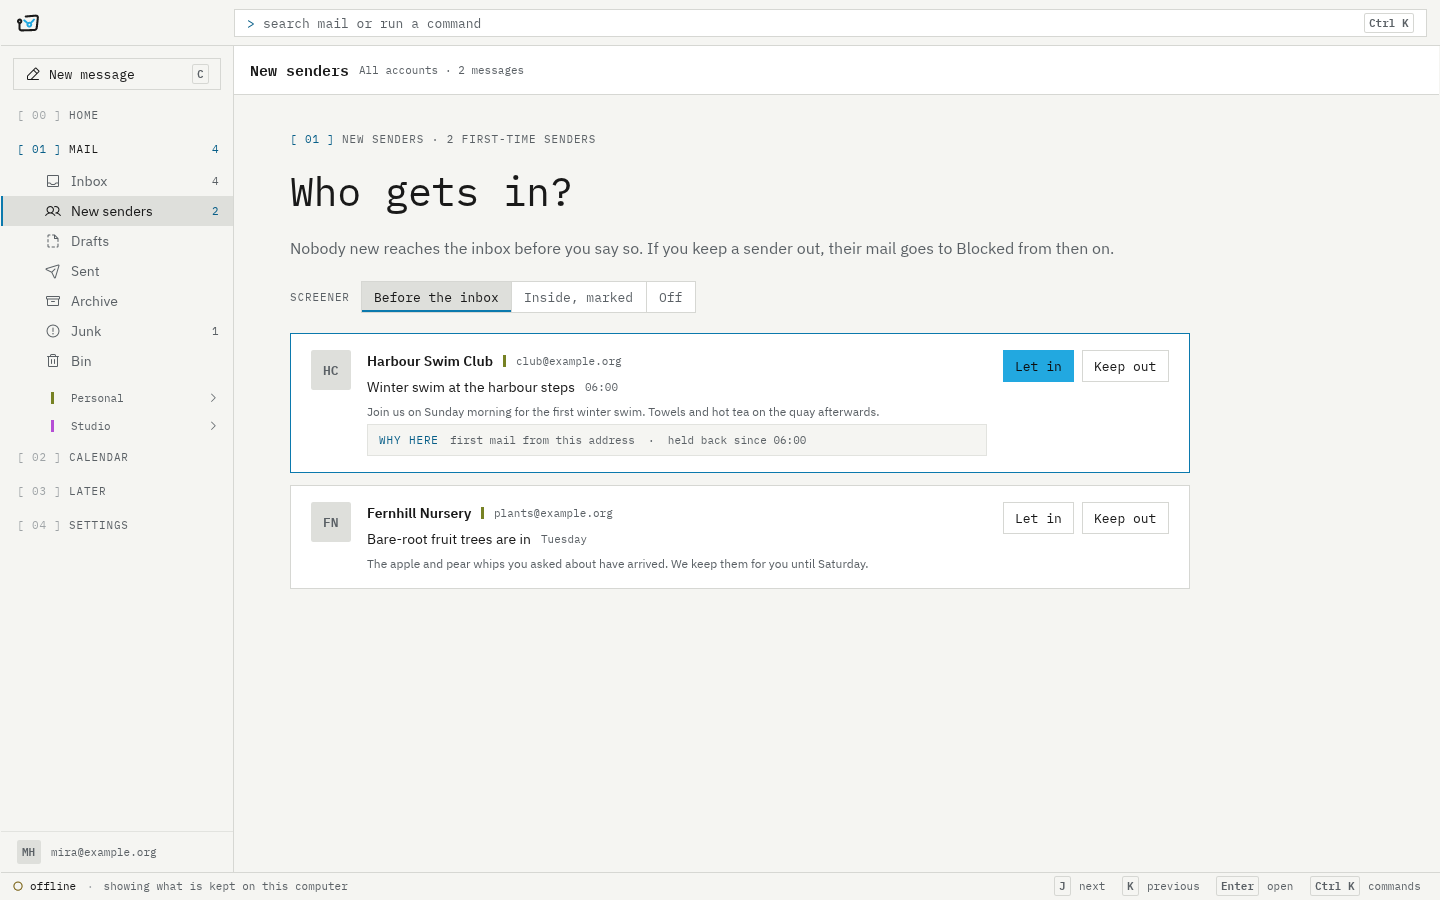 > search mail or run a command Ctrl K
New message C
[ 00 ] HOME
[ 01 ] MAIL 4
Inbox 4
New senders 2
Drafts
Sent
Archive
Junk 1
Bin
Personal
Studio
[ 02 ] CALENDAR
[ 03 ] LATER
[ 04 ] SETTINGS
MH mira@example.org
New senders All accounts · 2 messages
[ 01 ] NEW SENDERS · 2 FIRST-TIME SENDERS
Who gets in?
Nobody new reaches the inbox before you say so. If you keep a sender out, their mail goes to Blocked from then on.
SCREENER Before the inbox Inside, marked Off
HC Harbour Swim Club club@example.org Let in Keep out
Winter swim at the harbour steps 06:00
Join us on Sunday morning for the first winter swim. Towels and hot tea on the quay afterwards.
WHY HERE first mail from this address · held back since 06:00
FN Fernhill Nursery plants@example.org Let in Keep out
Bare-root fruit trees are in Tuesday
The apple and pear whips you asked about have arrived. We keep them for you until Saturday.
offline · showing what is kept on this computer J next K previous Enter open Ctrl K commands